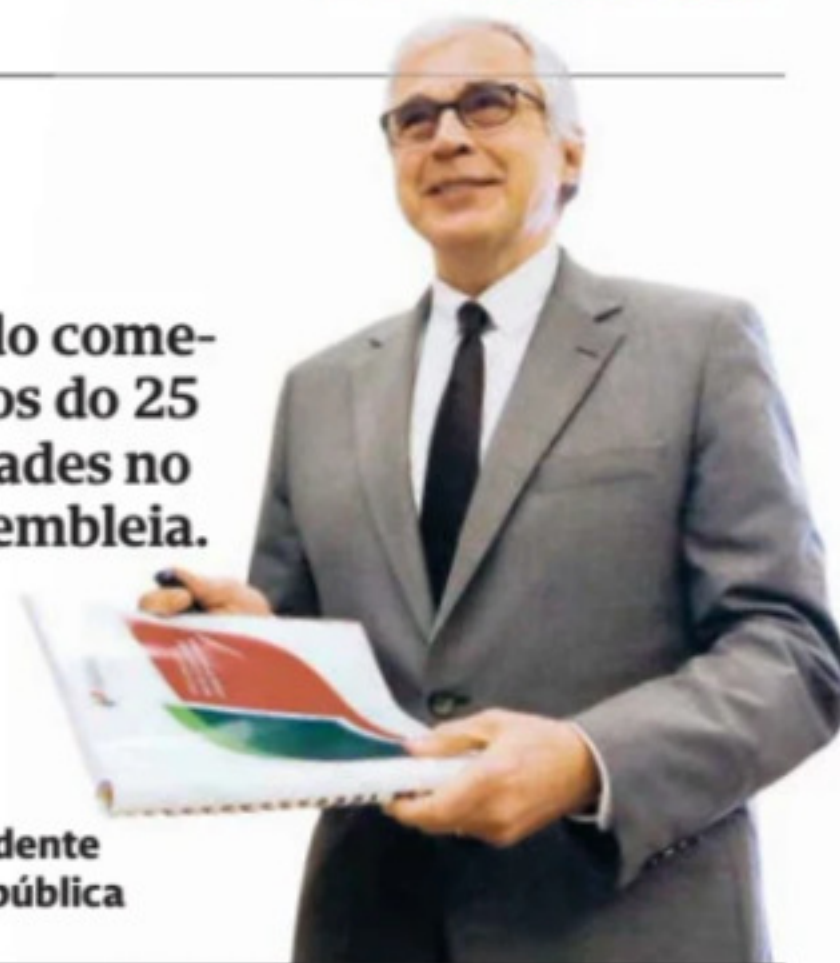 lo come-
os do 25
ades no
embleia.
dente
pública